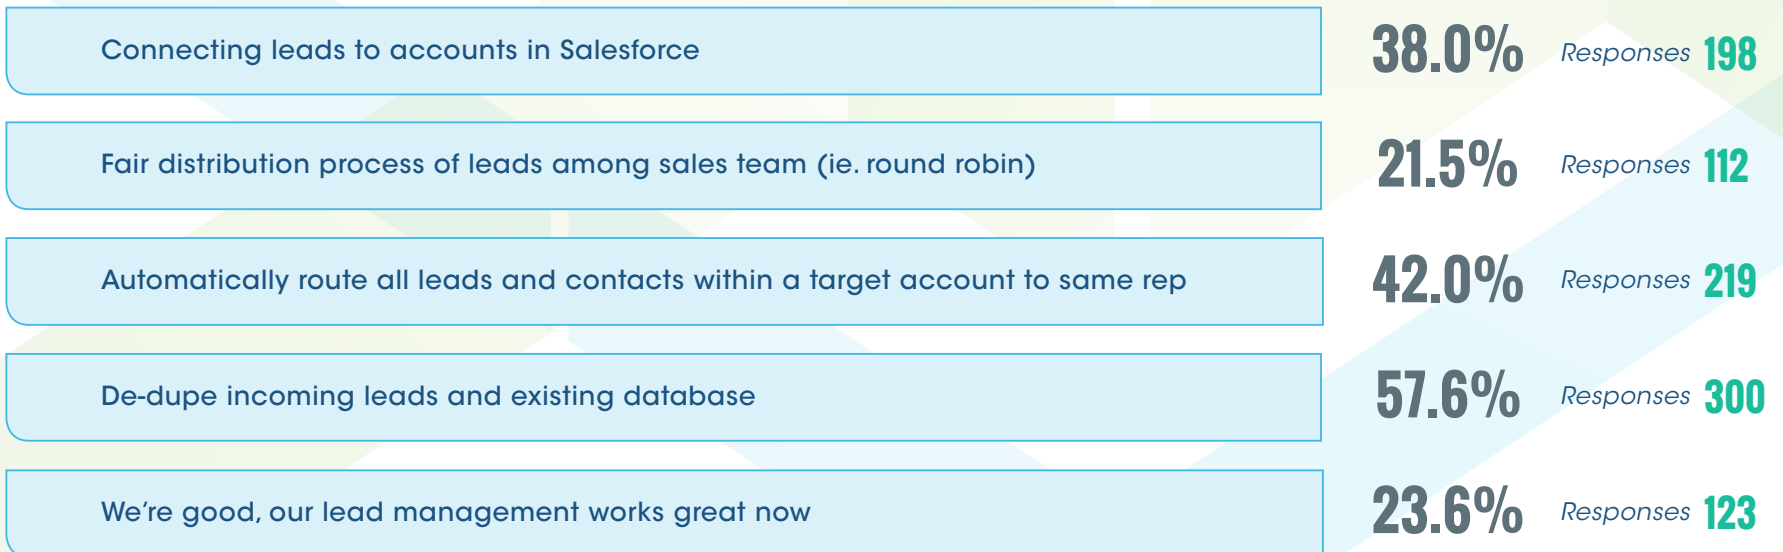 Connecting leads to accounts in Salesforce 38.0% Responses 198
Fair distribution process of leads among sales team (ie. round robin) 21.5% Responses 112
Automatically route all leads and contacts within a target account to same rep 42.0% Responses 219
De-dupe incoming leads and existing database 57.6% Responses 300
We’re good, our lead management works great now 23.6% Responses 123